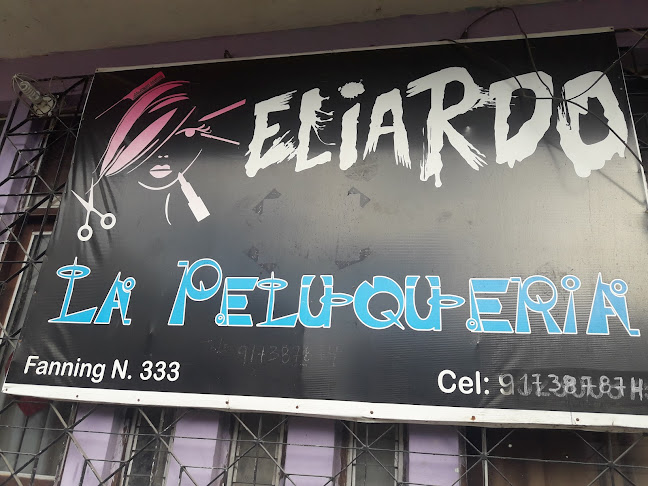 ELiARDO
LA PELUQUERIA
Fanning N. 333
Cel: